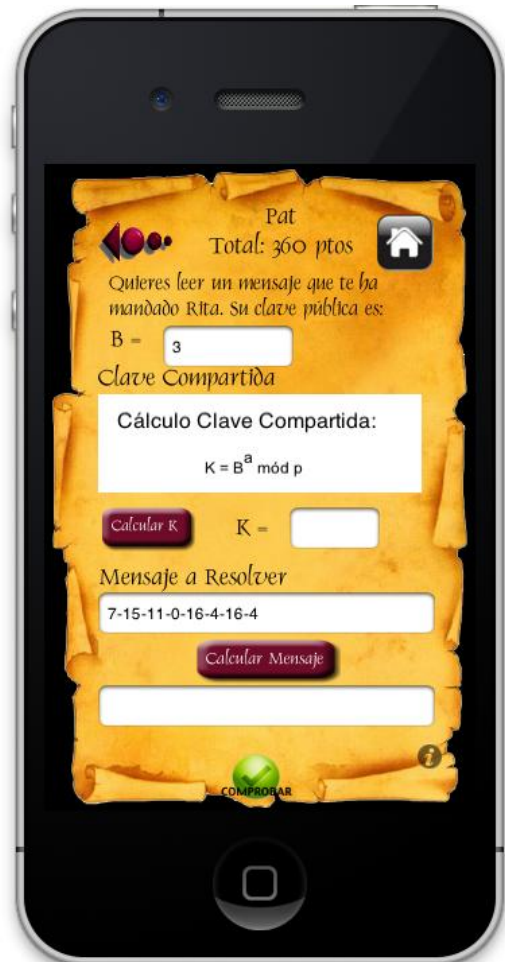 Pat
Total: 360 ptos
Quieres leer un mensaje que te ha
mandado Rita. Su clave pública es:
B = 3
Clave Compartida
Cálculo Clave Compartida:
K = B^a mód p
Calcular K K =
Mensaje a Resolver
7-15-11-0-16-4-16-4
Calcular Mensaje
i
COMPROBAR